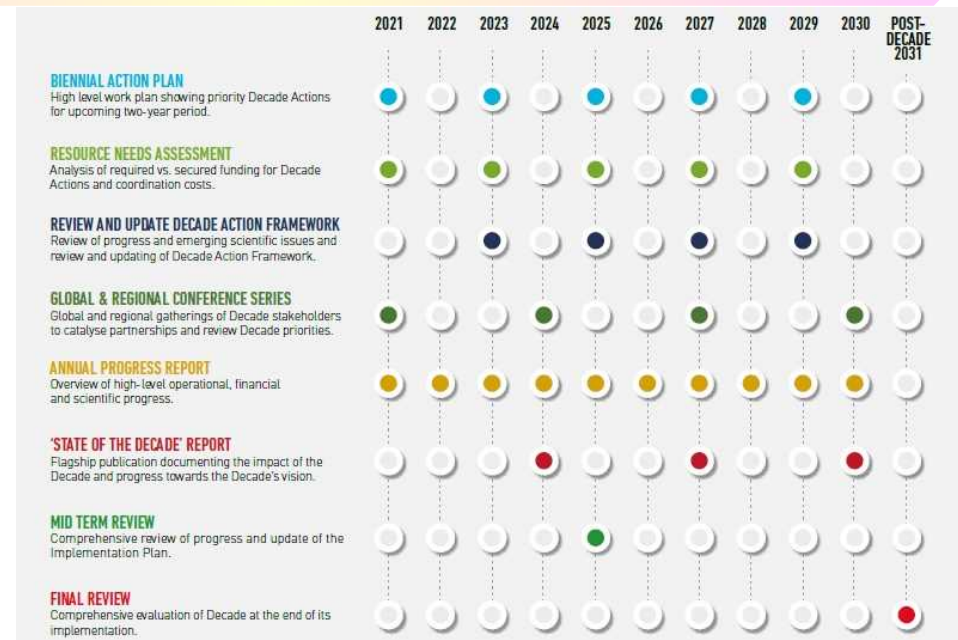 2021 2022 2023 2024 2025 2026 2027 2028 2029 2030 POST-
DECADE
2031
BIENNIAL ACTION PLAN
High level work plan showing priority Decade Actions
for upcoming two-year period.
RESOURCE NEEDS ASSESSMENT
Analysis of required vs. secured funding for Decade
Actions and coordination costs.
REVIEW AND UPDATE DECADE ACTION FRAMEWORK
Review of progress and emerging scientific issues and
review and updating of Decade Action Framework.
GLOBAL & REGIONAL CONFERENCE SERIES
Global and regional gatherings of Decade stakeholders
to catalyse partnerships and review Decade priorities.
ANNUAL PROGRESS REPORT
Overview of high-level operational, financial
and scientific progress.
'STATE OF THE DECADE' REPORT
Flagship publication documenting the impact of the
Decade and progress towards the Decade's vision.
MID TERM REVIEW
Comprehensive review of progress and update of the
Implementation Plan.
FINAL REVIEW
Comprehensive evaluation of Decade at the end of its
implementation.